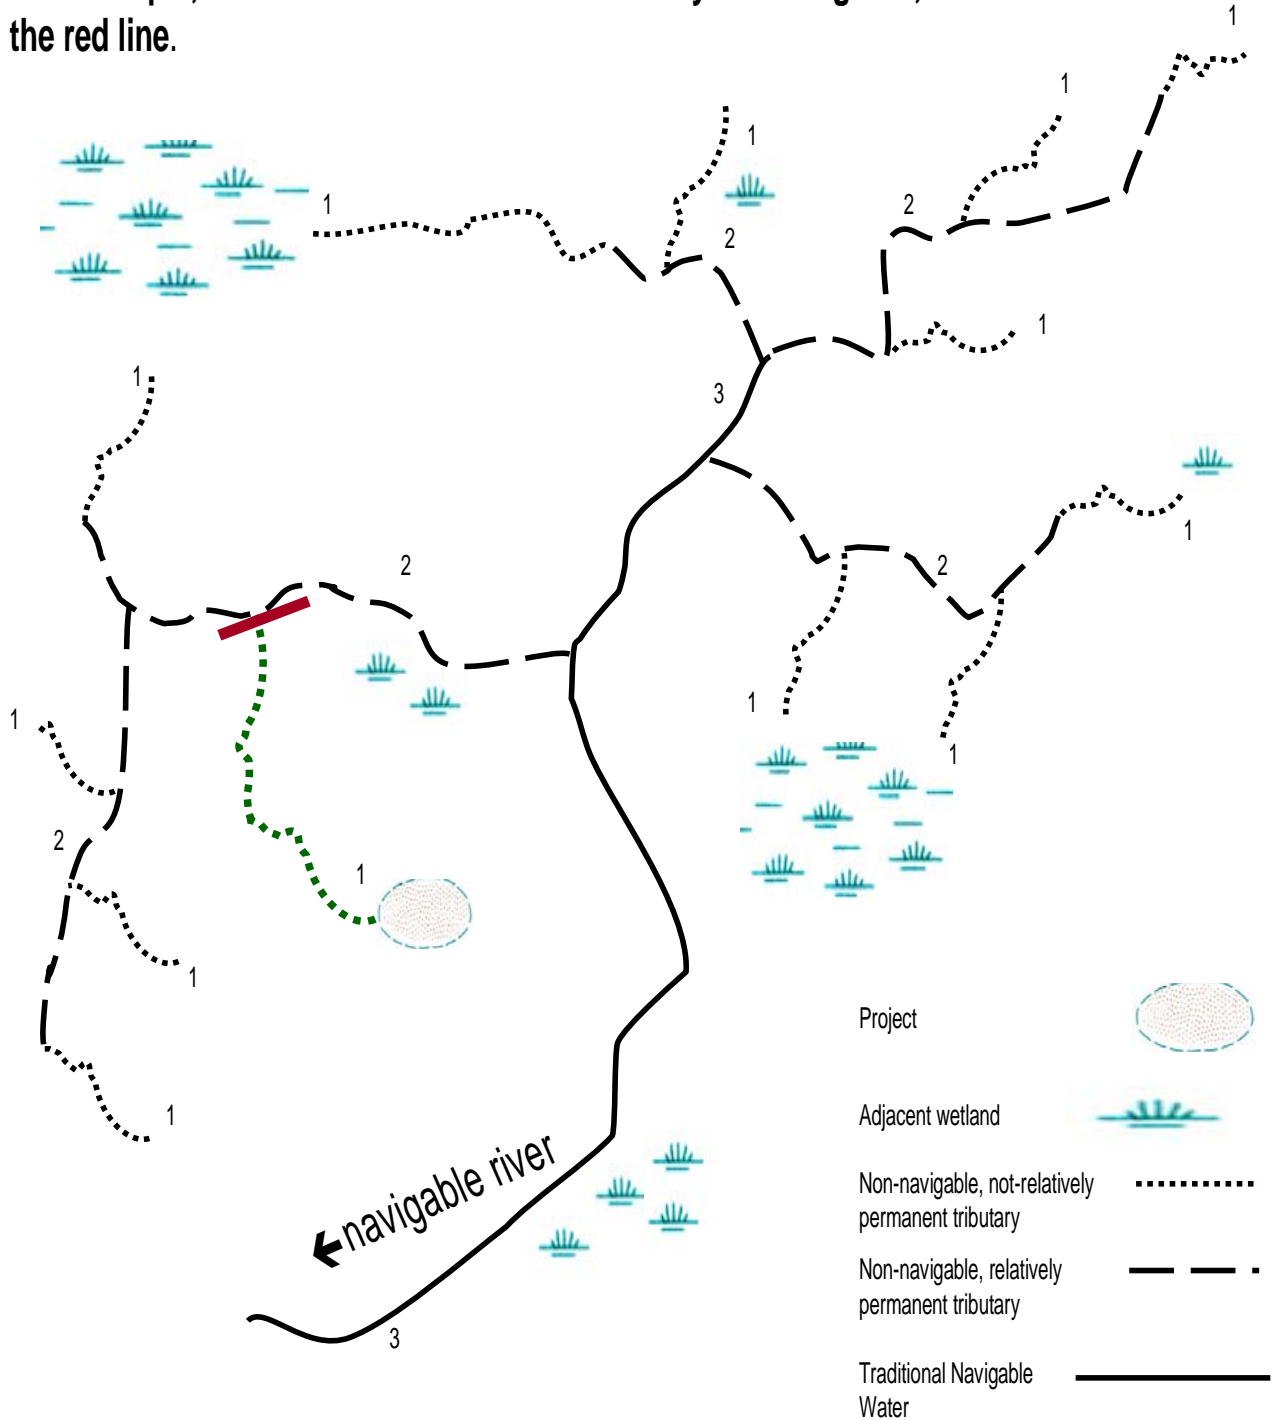 the red line.
1
1
1
1
2
2
1
3
1
1
2
2
1
1
1
2
1
1
1
navigable river
3
Project
Adjacent wetland
Non-navigable, not-relatively
permanent tributary
Non-navigable, relatively
permanent tributary
Traditional Navigable
Water